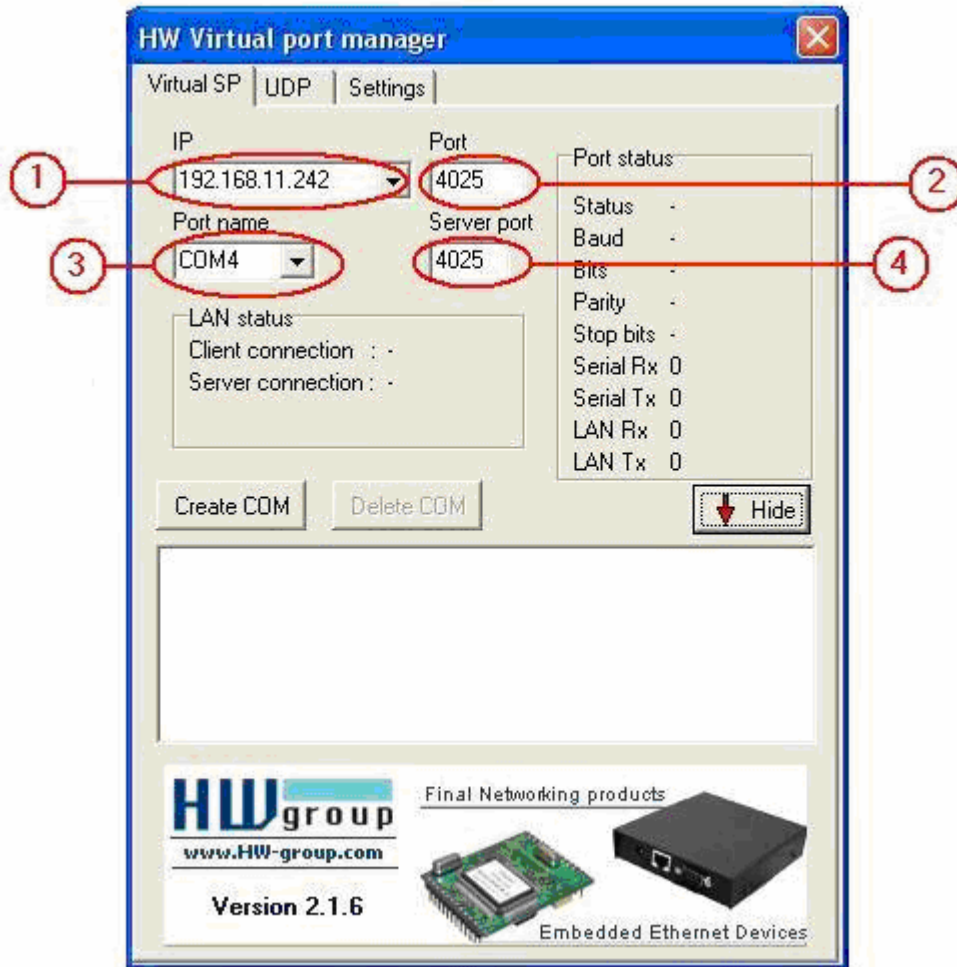 HW Virtual port manager
Virtual SP UDP Settings
IP Port
1 192.168.11.242 4025 2
Port name Server port
3 COM4 4025 4
Port status
Status -
Baud -
Bits -
Parity -
Stop bits -
Serial Rx 0
Serial Tx 0
LAN Rx 0
LAN Tx 0
LAN status
Client connection : -
Server connection : -
Create COM Delete COM Hide
HW group
www.HW-group.com
Version 2.1.6
Final Networking products
Embedded Ethernet Devices